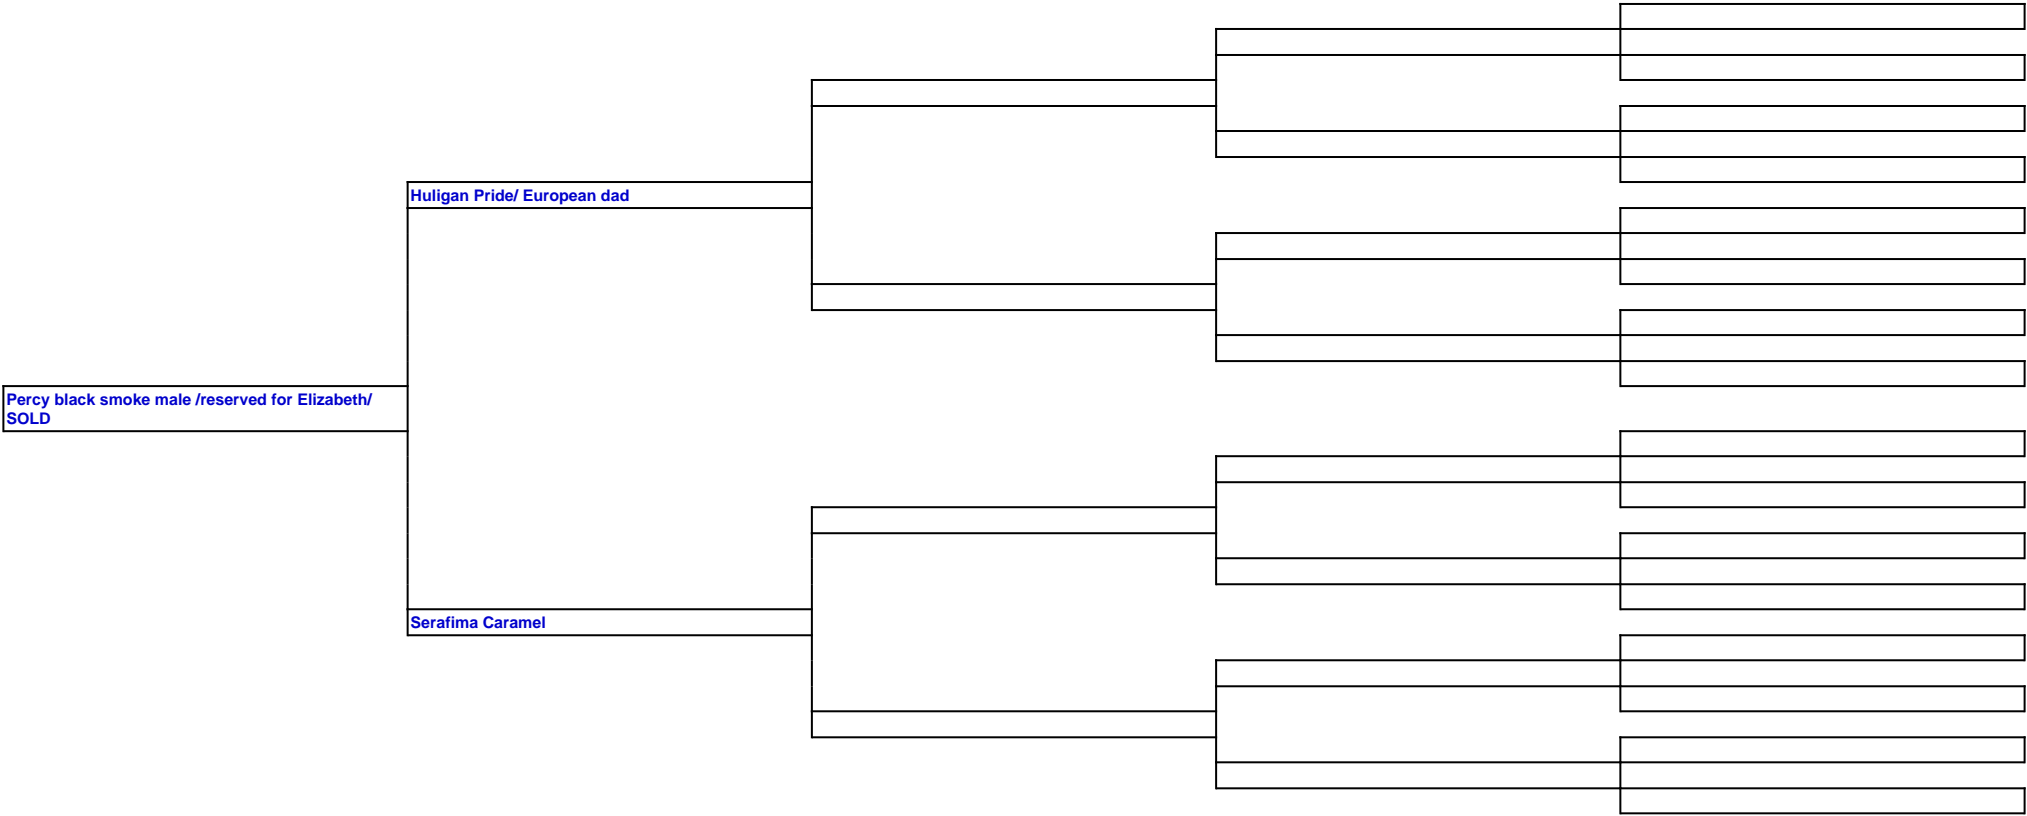 Huligan Pride/ European dad
Percy black smoke male /reserved for Elizabeth/
SOLD
Serafima Caramel